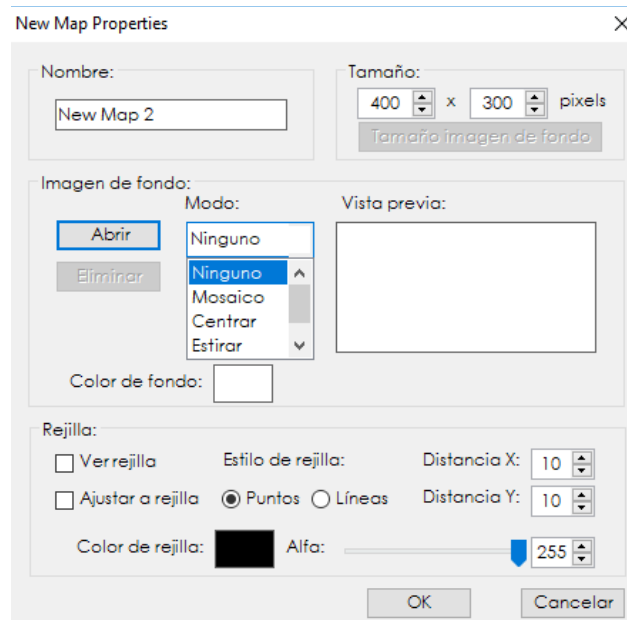 New Map Properties
Nombre:
New Map 2
Tamaño:
400 x 300 pixels
Tamaño imagen de fondo
Imagen de fondo:
Modo:
Vista previa:
Abrir
Ninguno
Eliminar
Ninguno
Mosaico
Centrar
Estirar
Color de fondo:
Rejilla:
Ver rejilla
Estilo de rejilla:
Distancia X: 10
Ajustar a rejilla
Puntos
Líneas
Distancia Y: 10
Color de rejilla:
Alfa:
255
OK
Cancelar